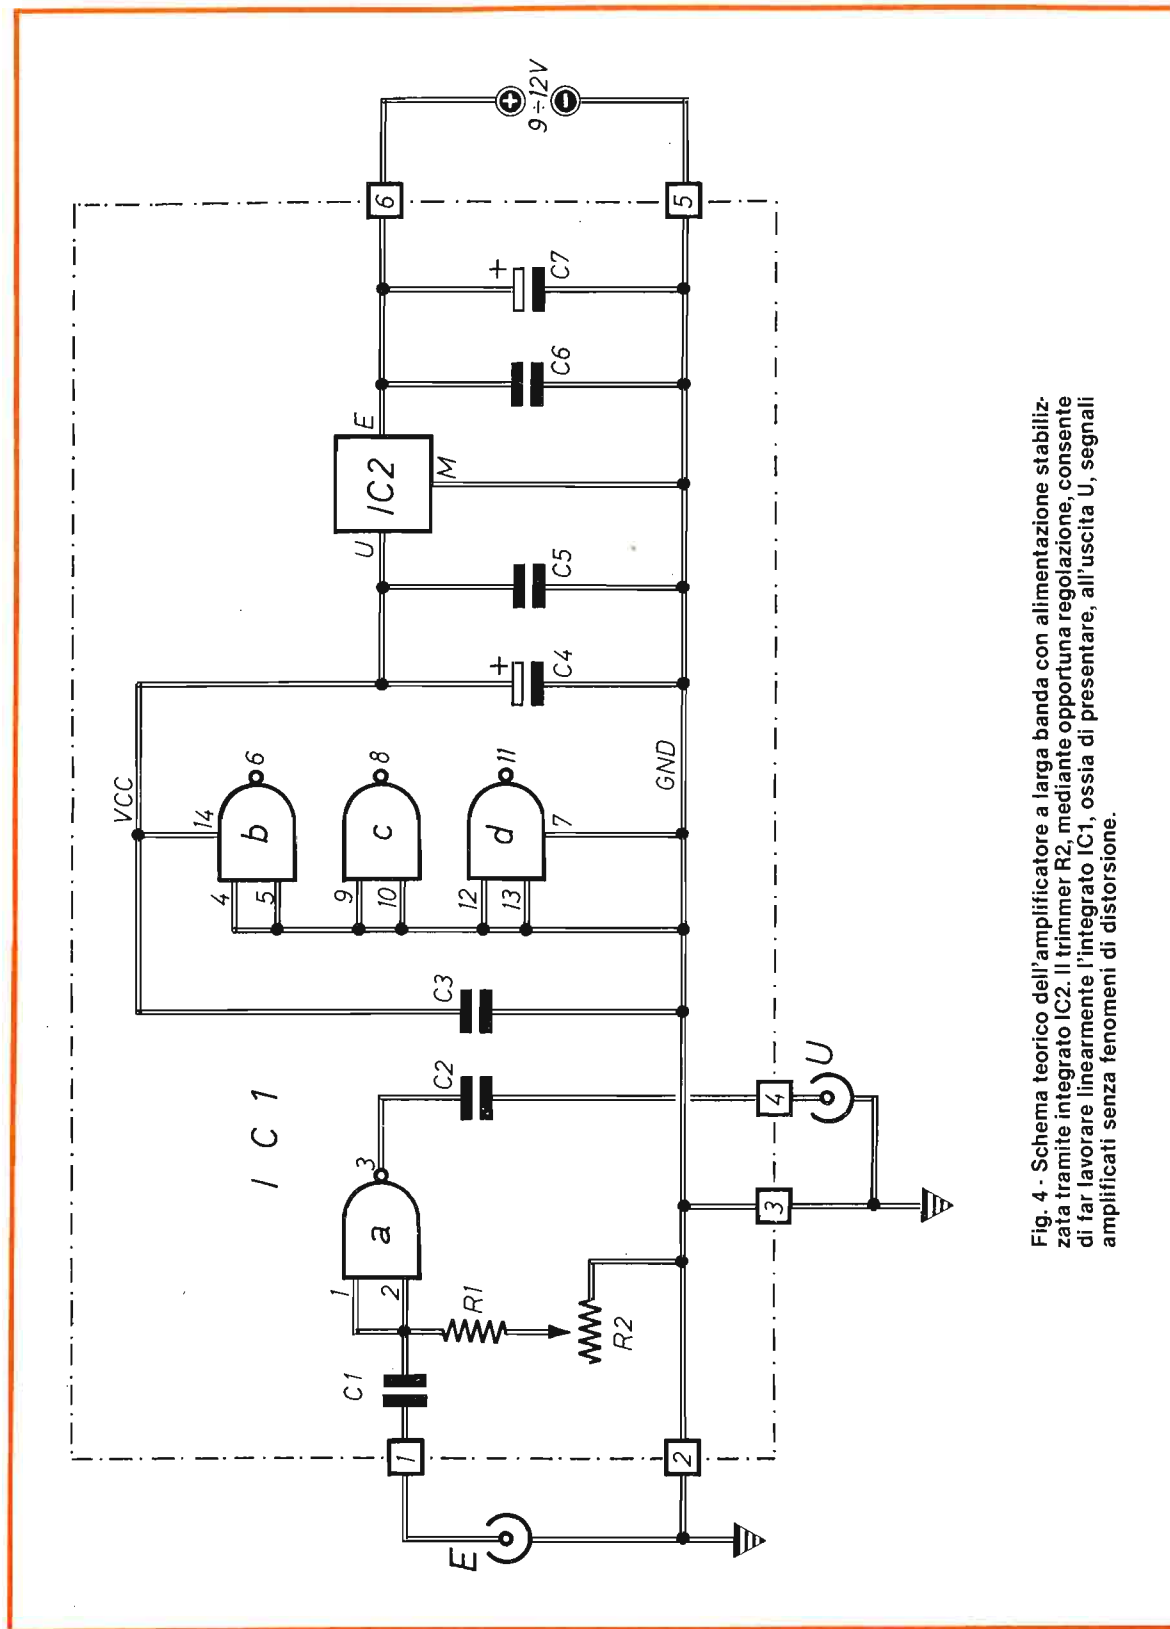 I C 1
VCC
14
4
5
b
6
9
10
c
8
12
13
d
11
7
GND
1
2
a
3
C1
R1
R2
C2
C3
C4
+
C5
U
IC2
E
M
C6
C7
+
6
5
9÷12V
+
−
E
1
2
3
4
U
Fig. 4 - Schema teorico dell'amplificatore a larga banda con alimentazione stabiliz-
zata tramite integrato IC2. Il trimmer R2, mediante opportuna regolazione, consente
di far lavorare linearmente l'integrato IC1, ossia di presentare, all'uscita U, segnali
amplificati senza fenomeni di distorsione.